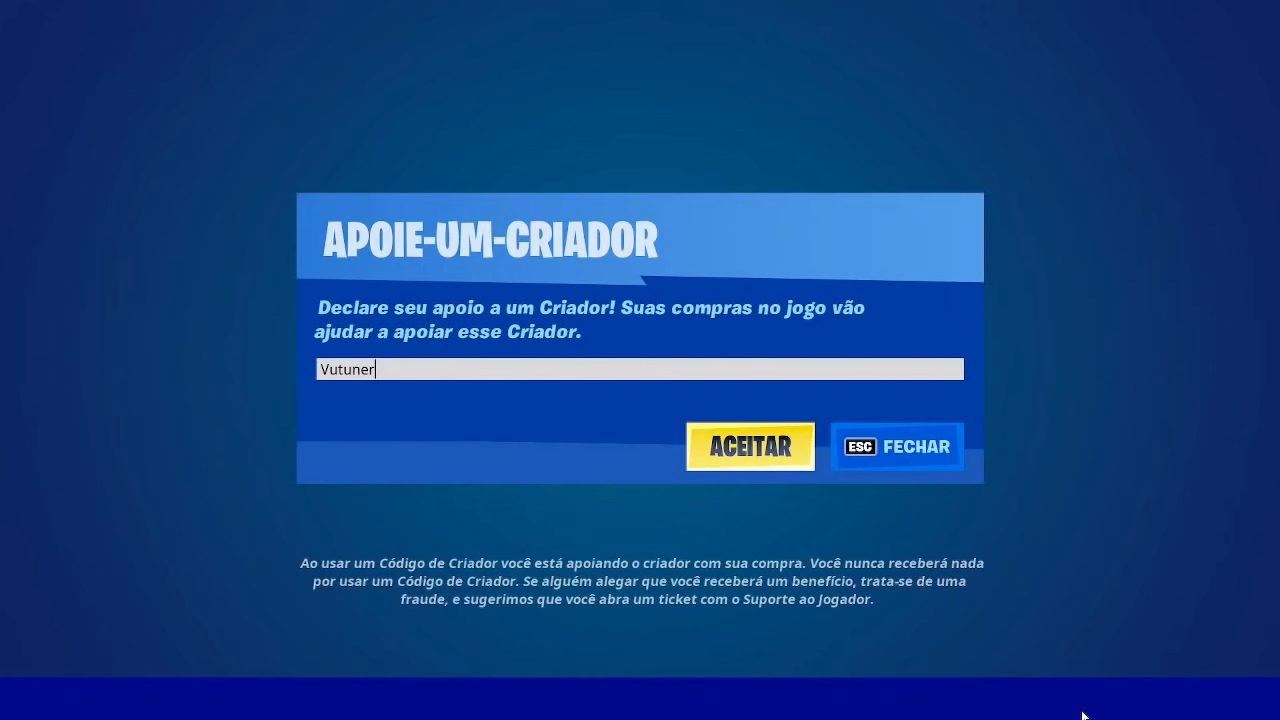 APOIE-UM-CRIADOR
Declare seu apoio a um Criador! Suas compras no jogo vão
ajudar a apoiar esse Criador.
Vutuner
ACEITAR
ESC FECHAR
Ao usar um Código de Criador você está apoiando o criador com sua compra. Você nunca receberá nada
por usar um Código de Criador. Se alguém alegar que você receberá um benefício, trata-se de uma
fraude, e sugerimos que você abra um ticket com o Suporte ao Jogador.